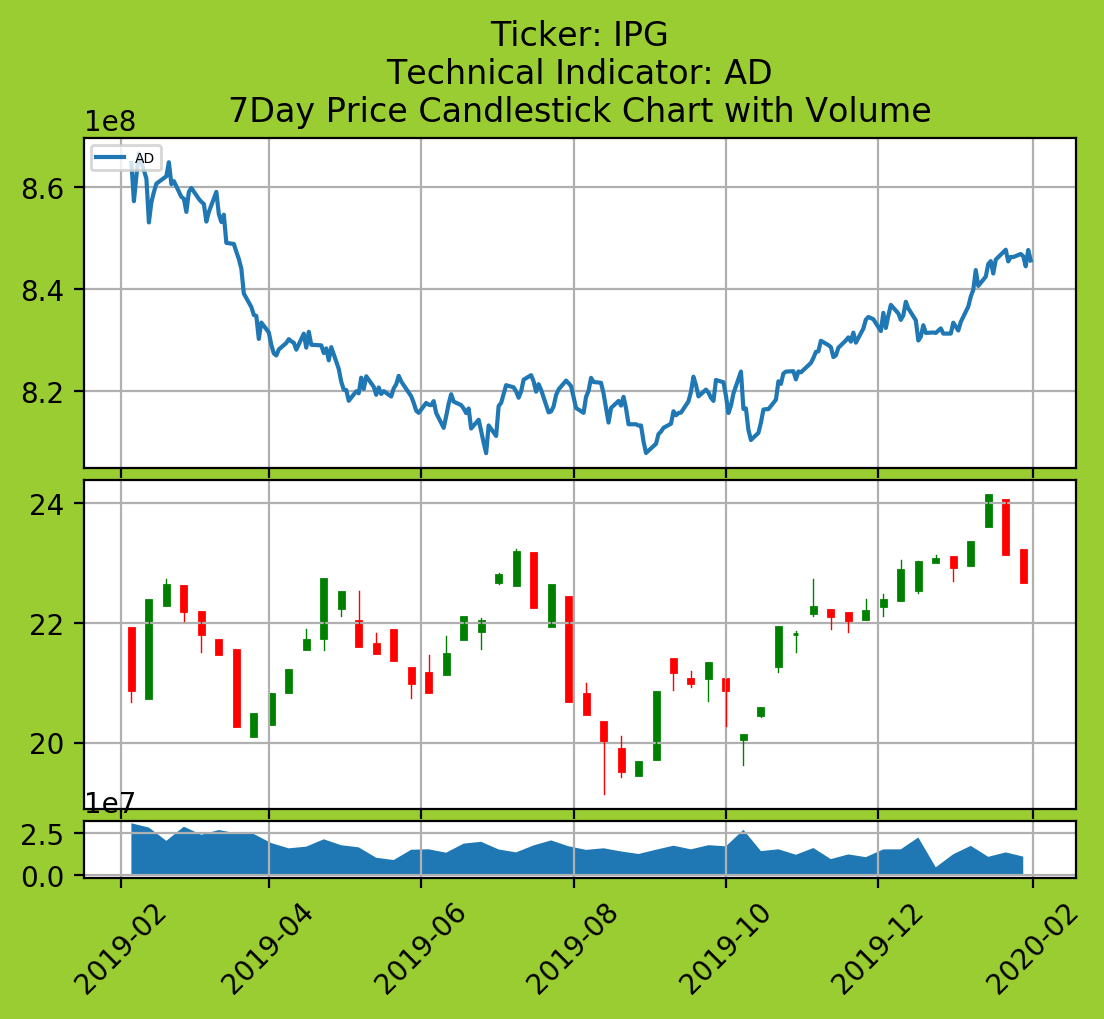 Ticker: IPG
Technical Indicator: AD
7Day Price Candlestick Chart with Volume
1e8
AD
8.6
8.4
8.2
24
22
20
1e7
2.5
0.0
2019-02
2019-04
2019-06
2019-08
2019-10
2019-12
2020-02